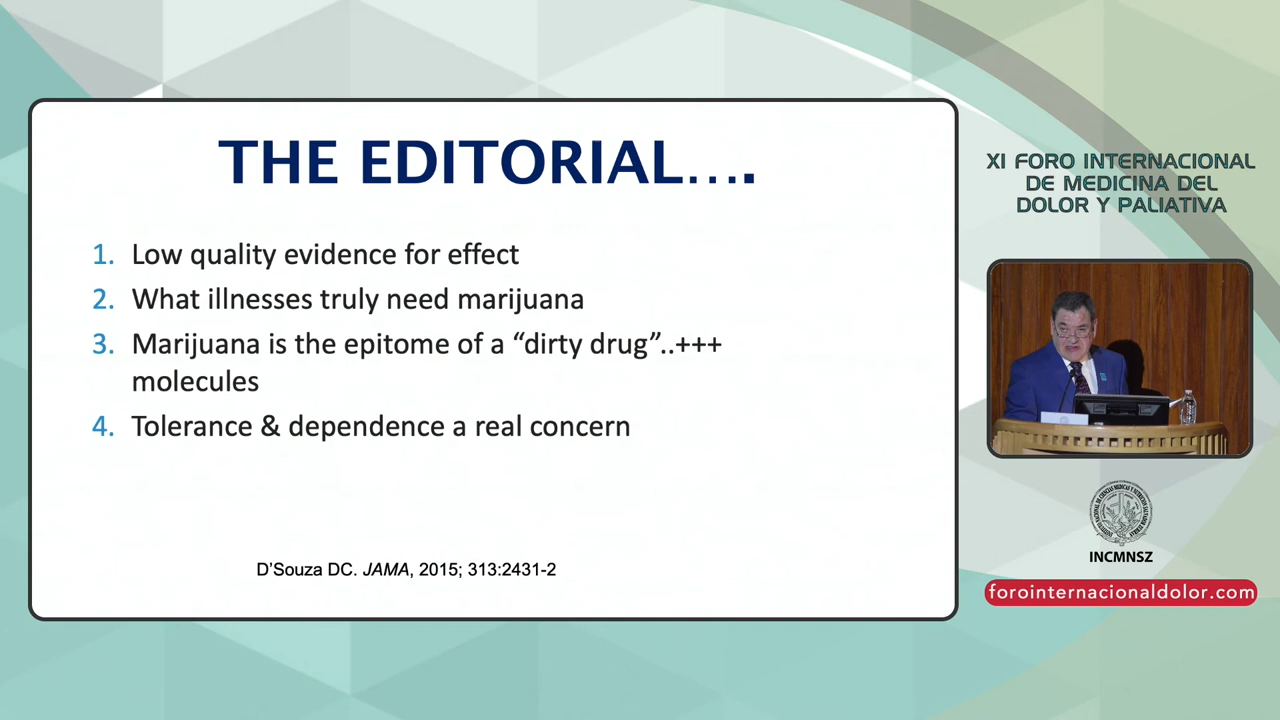 THE EDITORIAL….
1. Low quality evidence for effect
2. What illnesses truly need marijuana
3. Marijuana is the epitome of a “dirty drug”..+++
molecules
4. Tolerance & dependence a real concern
D’Souza DC. JAMA, 2015; 313:2431-2
XI FORO INTERNACIONAL
DE MEDICINA DEL
DOLOR Y PALIATIVA
INCMNSZ
forointernacionaldolor.com